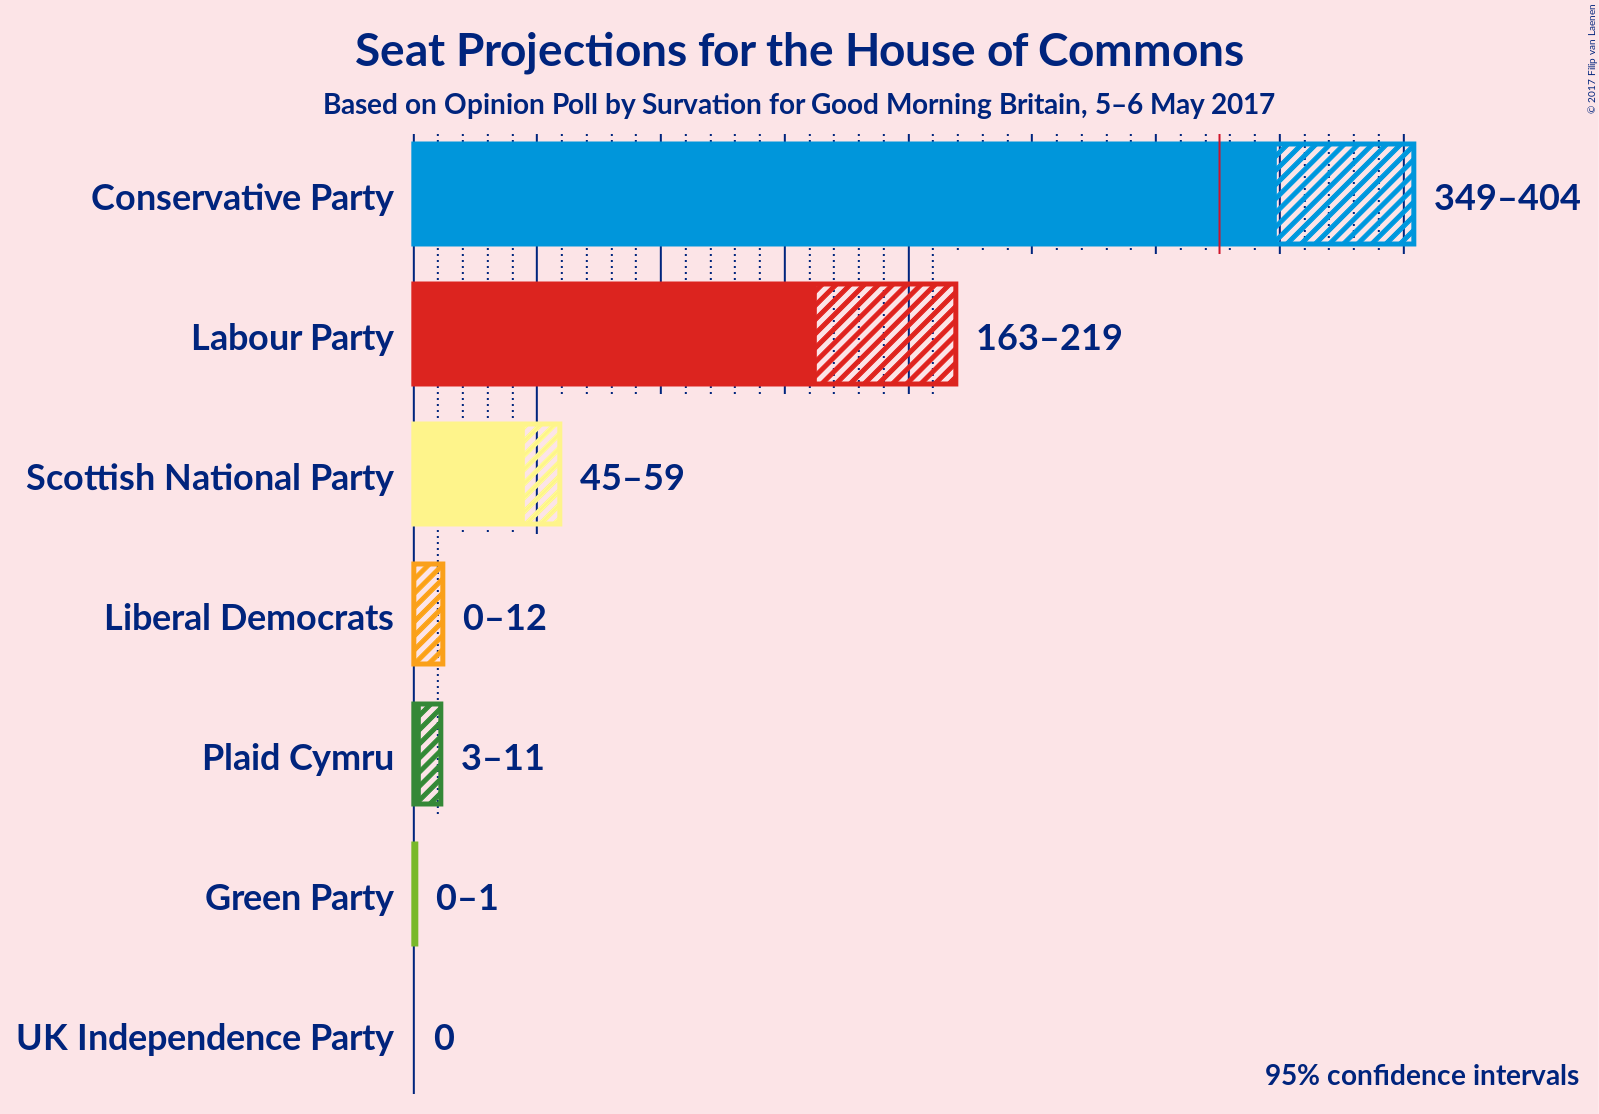 Seat Projections for the House of Commons
Based on Opinion Poll by Survation for Good Morning Britain, 5–6 May 2017
© 2017 Filip van Laenen
Conservative Party 349–404
Labour Party 163–219
Scottish National Party 45–59
Liberal Democrats 0–12
Plaid Cymru 3–11
Green Party 0–1
UK Independence Party 0
95% confidence intervals